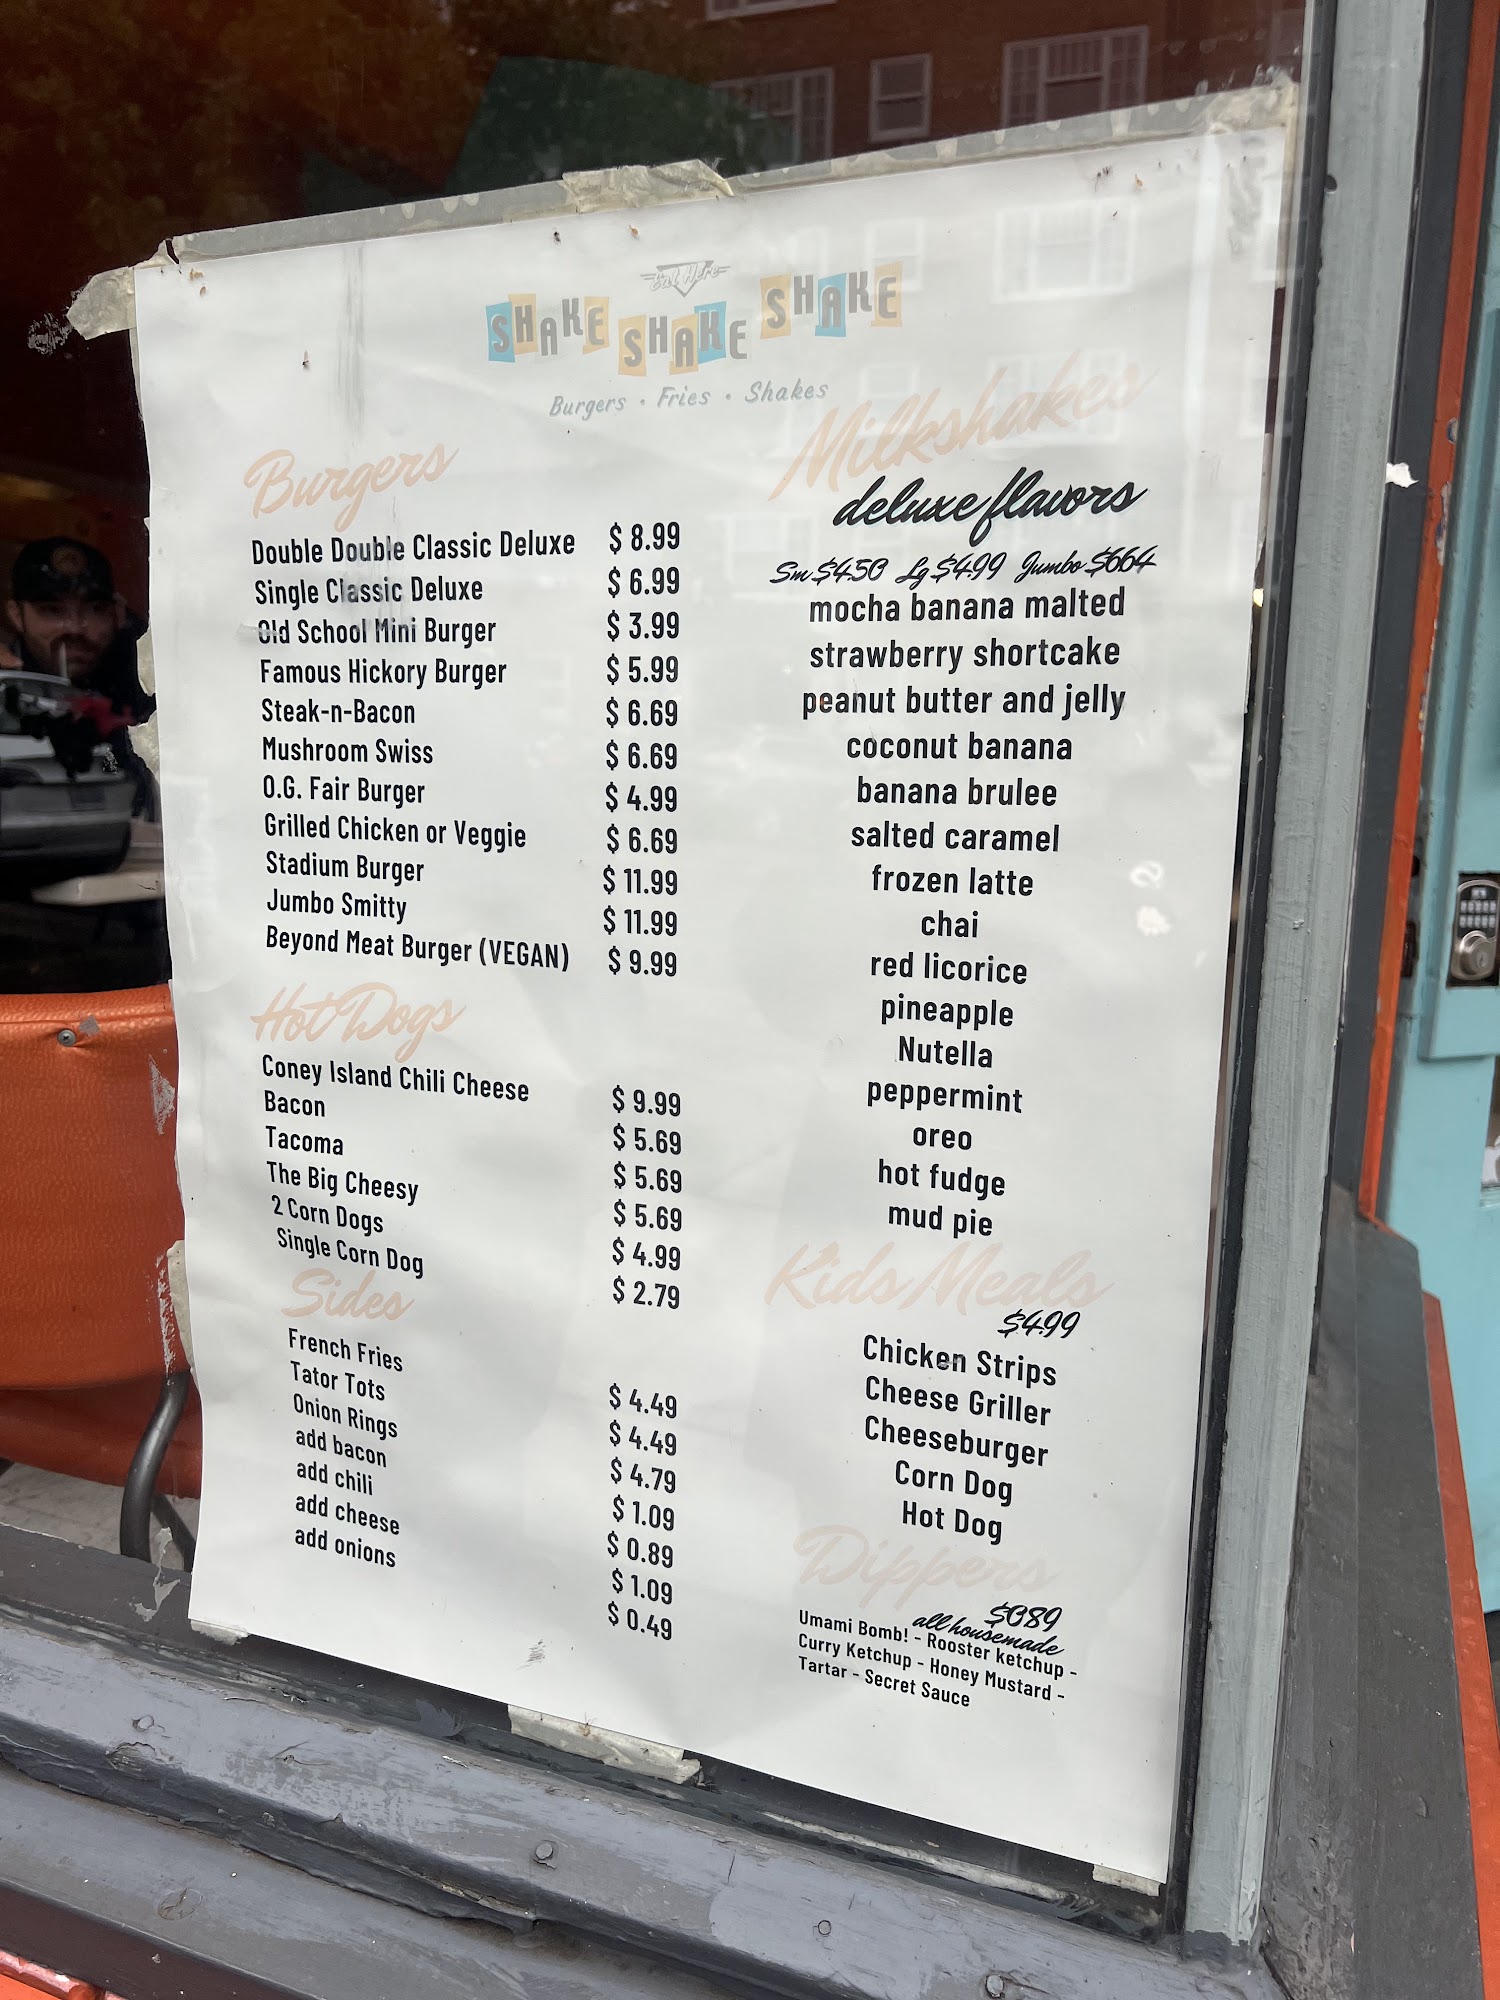 Eat Here
SHAKE SHAKE SHAKE
Burgers • Fries • Shakes
Burgers
Double Double Classic Deluxe $ 8.99
Single Classic Deluxe $ 6.99
Old School Mini Burger $ 3.99
Famous Hickory Burger $ 5.99
Steak-n-Bacon $ 6.69
Mushroom Swiss $ 6.69
O.G. Fair Burger $ 4.99
Grilled Chicken or Veggie $ 6.69
Stadium Burger $ 11.99
Jumbo Smitty $ 11.99
Beyond Meat Burger (VEGAN) $ 9.99
Hot Dogs
Coney Island Chili Cheese $ 9.99
Bacon $ 5.69
Tacoma $ 5.69
The Big Cheesy $ 5.69
2 Corn Dogs $ 4.99
Single Corn Dog $ 2.79
Sides
French Fries $ 4.49
Tator Tots $ 4.49
Onion Rings $ 4.79
add bacon $ 1.09
add chili $ 0.89
add cheese $ 1.09
add onions $ 0.49
Milkshakes
deluxe flavors
Sm $4.50 Lg $4.99 Jumbo $6.64
mocha banana malted
strawberry shortcake
peanut butter and jelly
coconut banana
banana brulee
salted caramel
frozen latte
chai
red licorice
pineapple
Nutella
peppermint
oreo
hot fudge
mud pie
Kids Meals
$4.99
Chicken Strips
Cheese Griller
Cheeseburger
Corn Dog
Hot Dog
Dippers
$0.89
all housemade
Umami Bomb! - Rooster ketchup -
Curry Ketchup - Honey Mustard -
Tartar - Secret Sauce